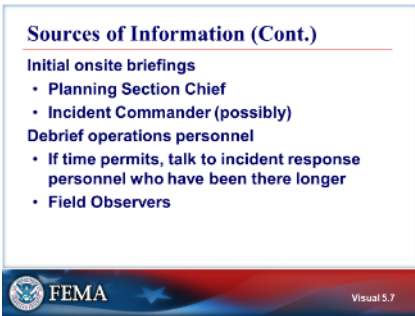 Sources of Information (Cont.)
Initial onsite briefings
• Planning Section Chief
• Incident Commander (possibly)
Debrief operations personnel
• If time permits, talk to incident response
personnel who have been there longer
• Field Observers
FEMA
Visual 5.7